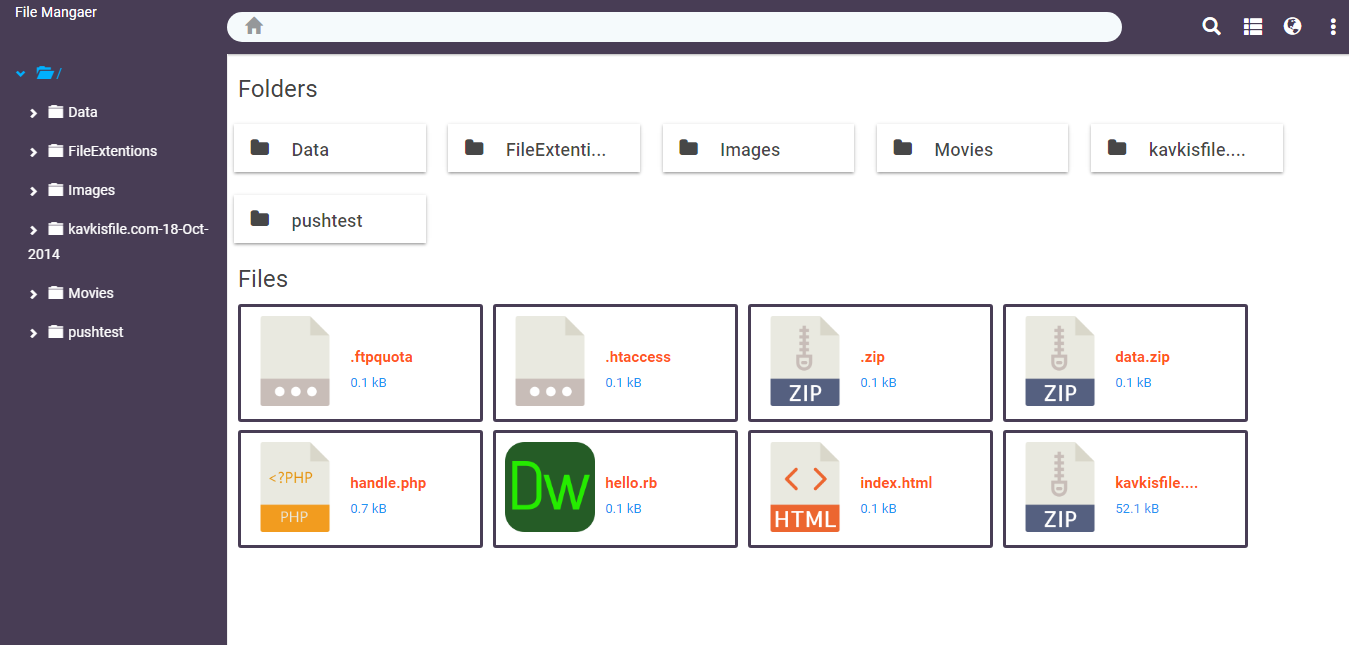 File Mangaer
/
Data
FileExtentions
Images
kavkisfile.com-18-Oct-
2014
Movies
pushtest
Folders
Data
FileExtenti...
Images
Movies
kavkisfile....
pushtest
Files
.ftpquota
0.1 kB
.htaccess
0.1 kB
ZIP
.zip
0.1 kB
ZIP
data.zip
0.1 kB
<?PHP
PHP
handle.php
0.7 kB
Dw
hello.rb
0.1 kB
HTML
index.html
0.1 kB
ZIP
kavkisfile....
52.1 kB